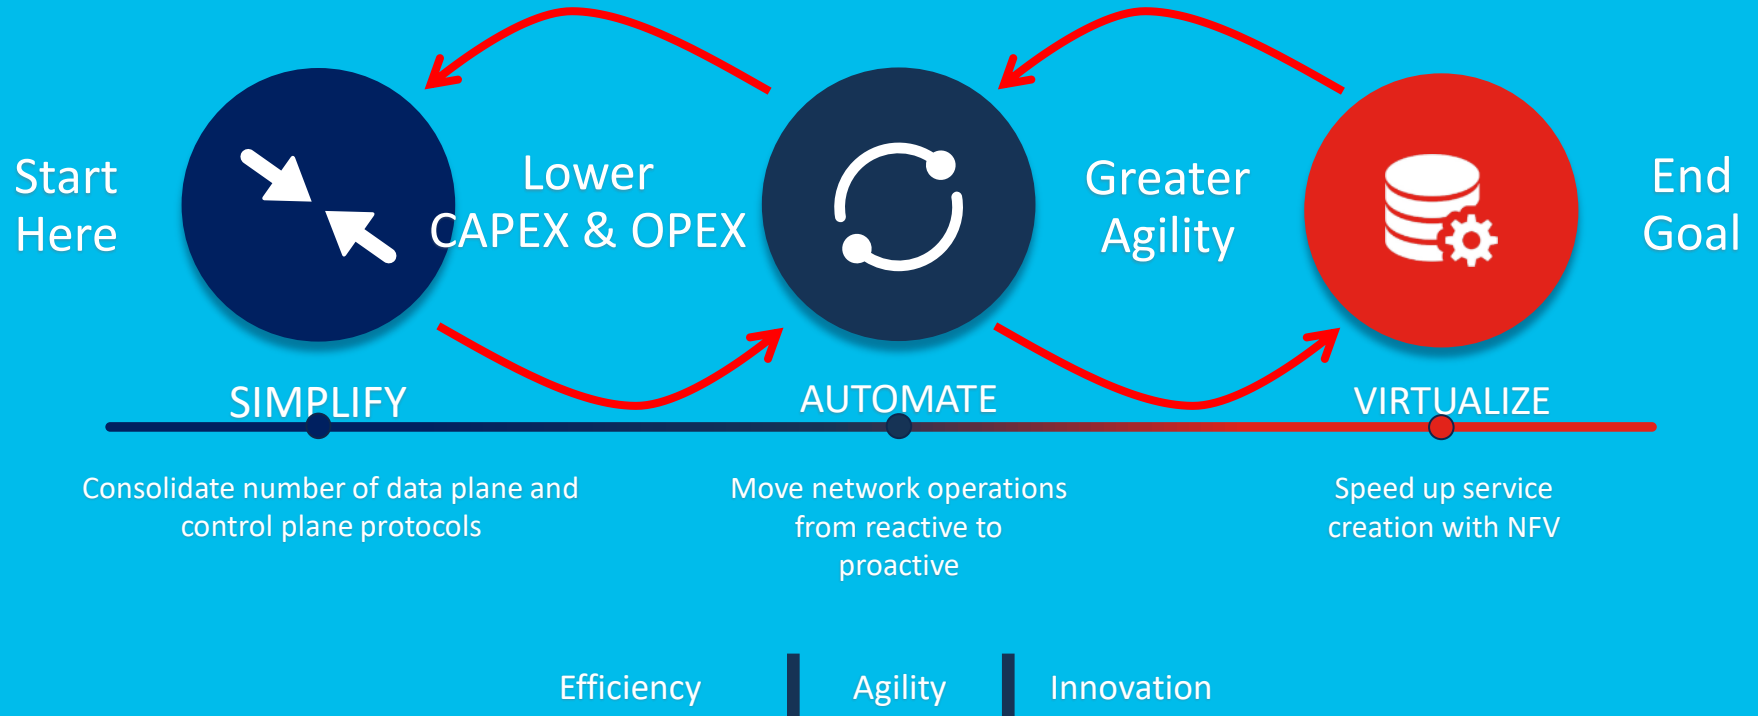 Start
Here
Lower
CAPEX & OPEX
Greater
Agility
End
Goal
SIMPLIFY
AUTOMATE
VIRTUALIZE
Consolidate number of data plane and
control plane protocols
Move network operations
from reactive to
proactive
Speed up service
creation with NFV
Efficiency
Agility
Innovation